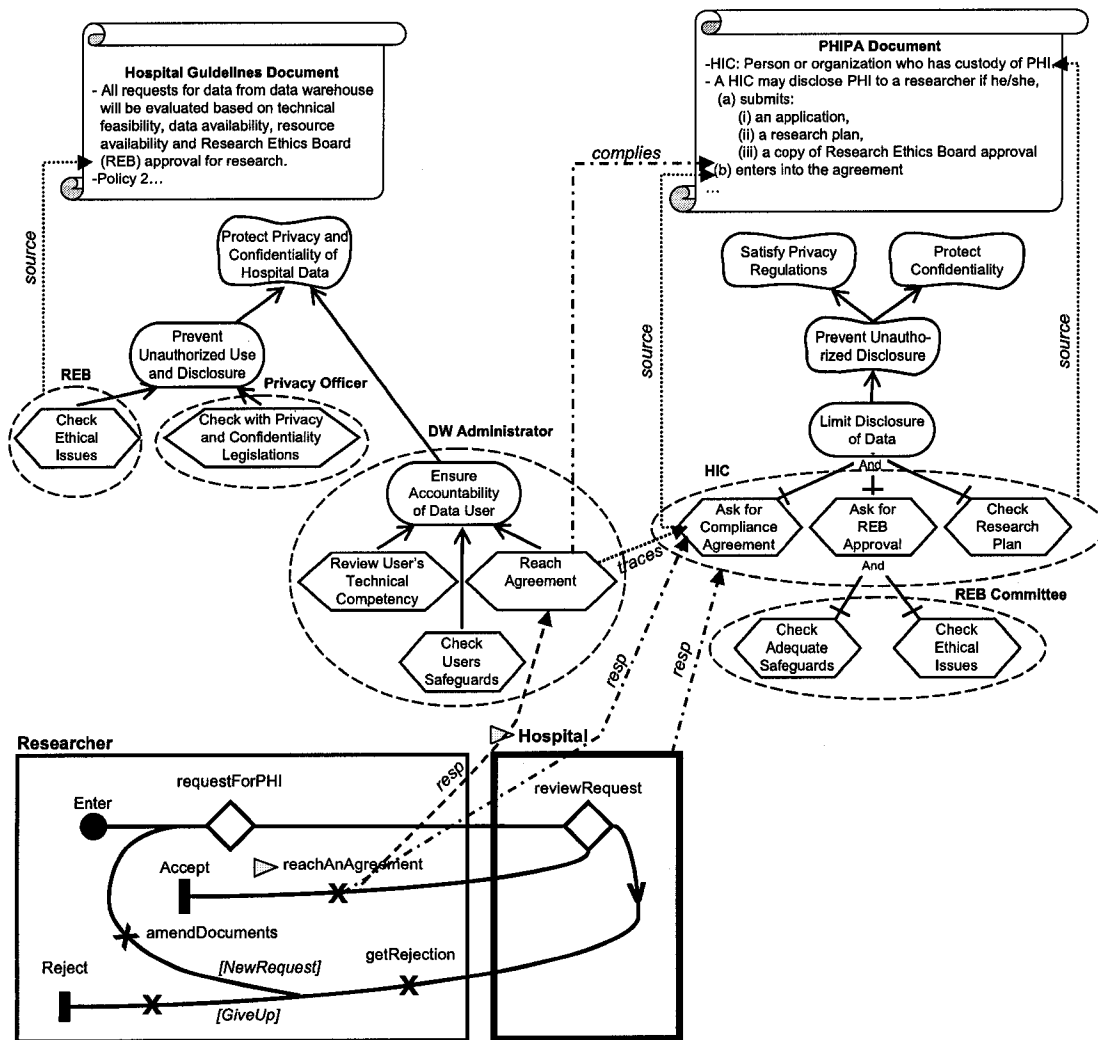 Hospital Guidelines Document
- All requests for data from data warehouse
will be evaluated based on technical
feasibility, data availability, resource
availability and Research Ethics Board
(REB) approval for research.
-Policy 2…
PHIPA Document
-HIC: Person or organization who has custody of PHI.
- A HIC may disclose PHI to a researcher if he/she,
(a) submits:
(i) an application,
(ii) a research plan,
(iii) a copy of Research Ethics Board approval
(b) enters into the agreement
…
complies
source
source
source
Protect Privacy and
Confidentiality of
Hospital Data
Prevent
Unauthorized Use
and Disclosure
REB
Check
Ethical
Issues
Privacy Officer
Check with Privacy
and Confidentiality
Legislations
DW Administrator
Ensure
Accountability
of Data User
Review User's
Technical
Competency
Reach
Agreement
Check
Users
Safeguards
traces
Satisfy Privacy
Regulations
Protect
Confidentiality
Prevent Unautho-
rized Disclosure
Limit Disclosure
of Data
And
HIC
Ask for
Compliance
Agreement
Ask for
REB
Approval
Check
Research
Plan
And
REB Committee
Check
Adequate
Safeguards
Check
Ethical
Issues
resp
resp
resp
Researcher
Hospital
requestForPHI
reviewRequest
Enter
Accept
reachAnAgreement
amendDocuments
getRejection
Reject
[NewRequest]
[GiveUp]